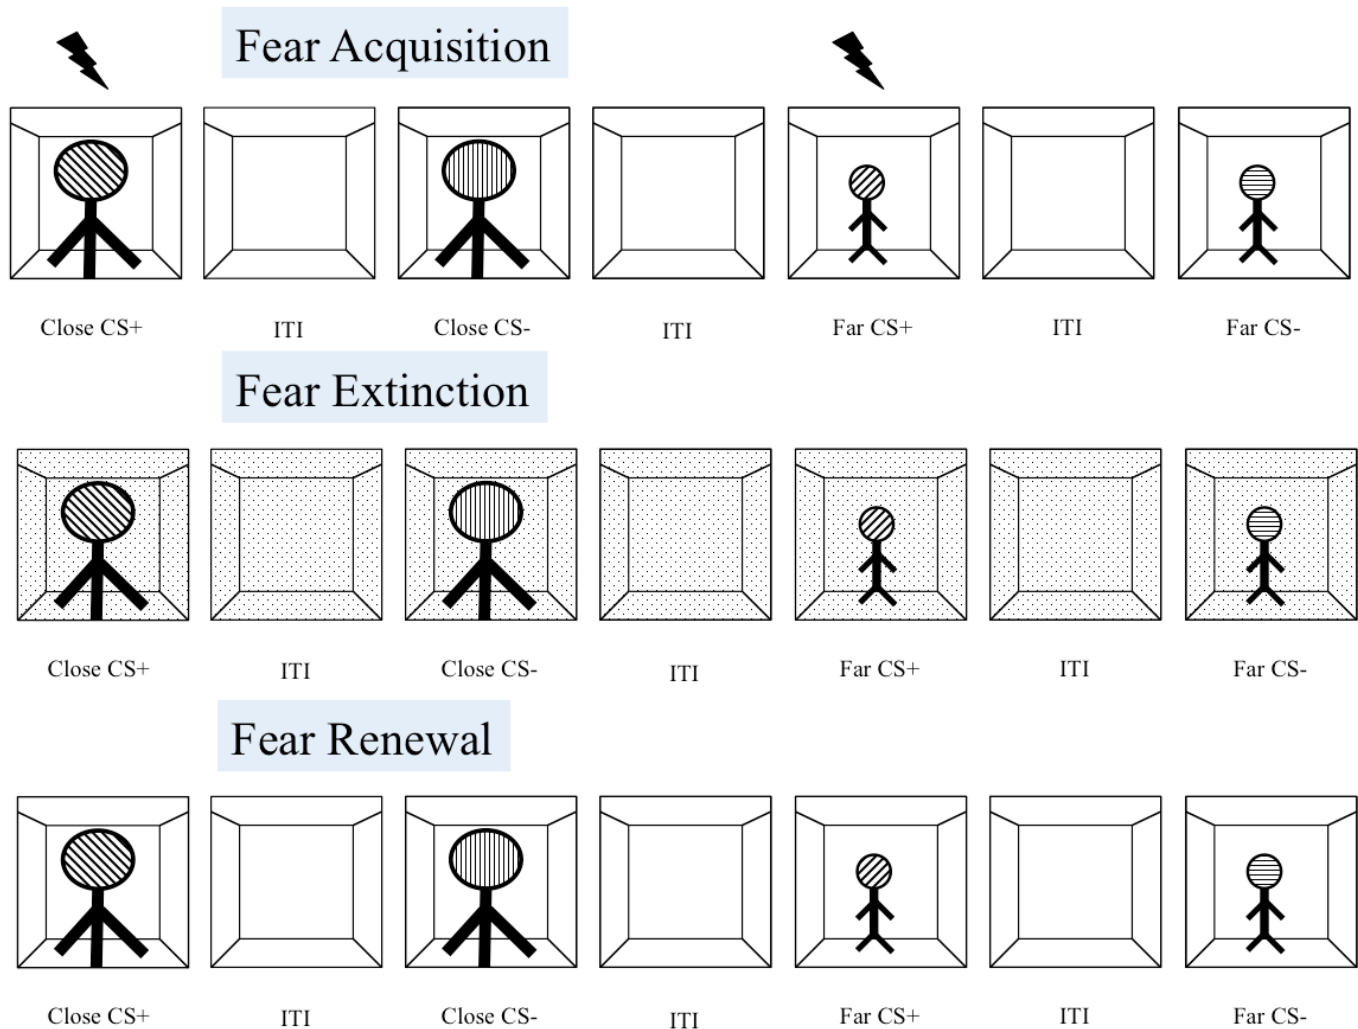 Fear Acquisition
Close CS+
ITI
Close CS-
ITI
Far CS+
ITI
Far CS-
Fear Extinction
Close CS+
ITI
Close CS-
ITI
Far CS+
ITI
Far CS-
Fear Renewal
Close CS+
ITI
Close CS-
ITI
Far CS+
ITI
Far CS-